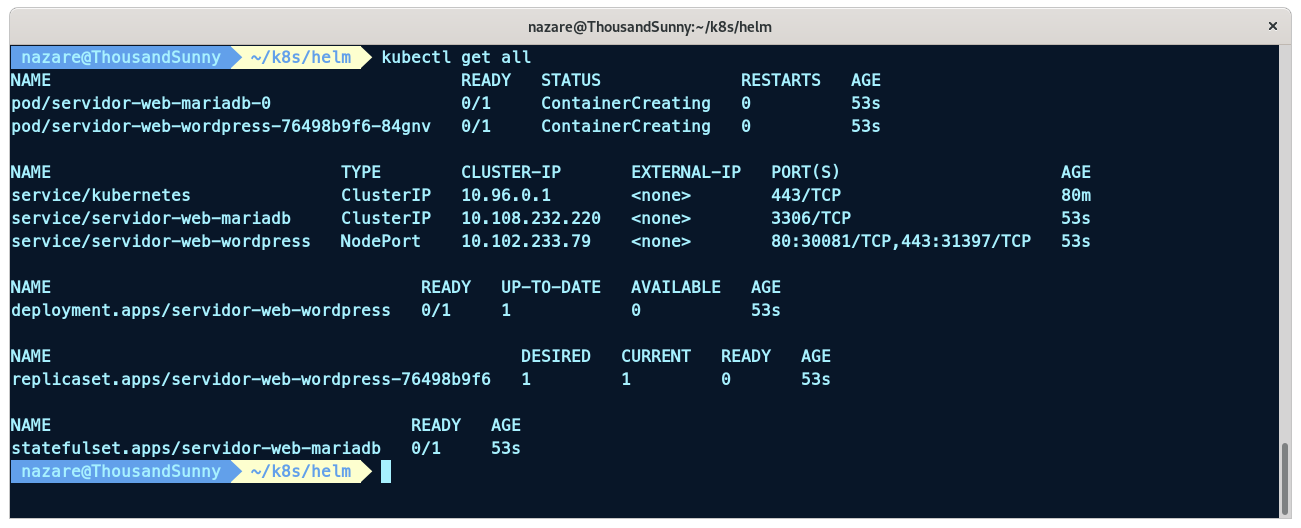 nazare@ThousandSunny:~/k8s/helm ×
nazare@ThousandSunny ~/k8s/helm kubectl get all
NAME READY STATUS RESTARTS AGE
pod/servidor-web-mariadb-0 0/1 ContainerCreating 0 53s
pod/servidor-web-wordpress-76498b9f6-84gnv 0/1 ContainerCreating 0 53s
NAME TYPE CLUSTER-IP EXTERNAL-IP PORT(S) AGE
service/kubernetes ClusterIP 10.96.0.1 <none> 443/TCP 80m
service/servidor-web-mariadb ClusterIP 10.108.232.220 <none> 3306/TCP 53s
service/servidor-web-wordpress NodePort 10.102.233.79 <none> 80:30081/TCP,443:31397/TCP 53s
NAME READY UP-TO-DATE AVAILABLE AGE
deployment.apps/servidor-web-wordpress 0/1 1 0 53s
NAME DESIRED CURRENT READY AGE
replicaset.apps/servidor-web-wordpress-76498b9f6 1 1 0 53s
NAME READY AGE
statefulset.apps/servidor-web-mariadb 0/1 53s
nazare@ThousandSunny ~/k8s/helm